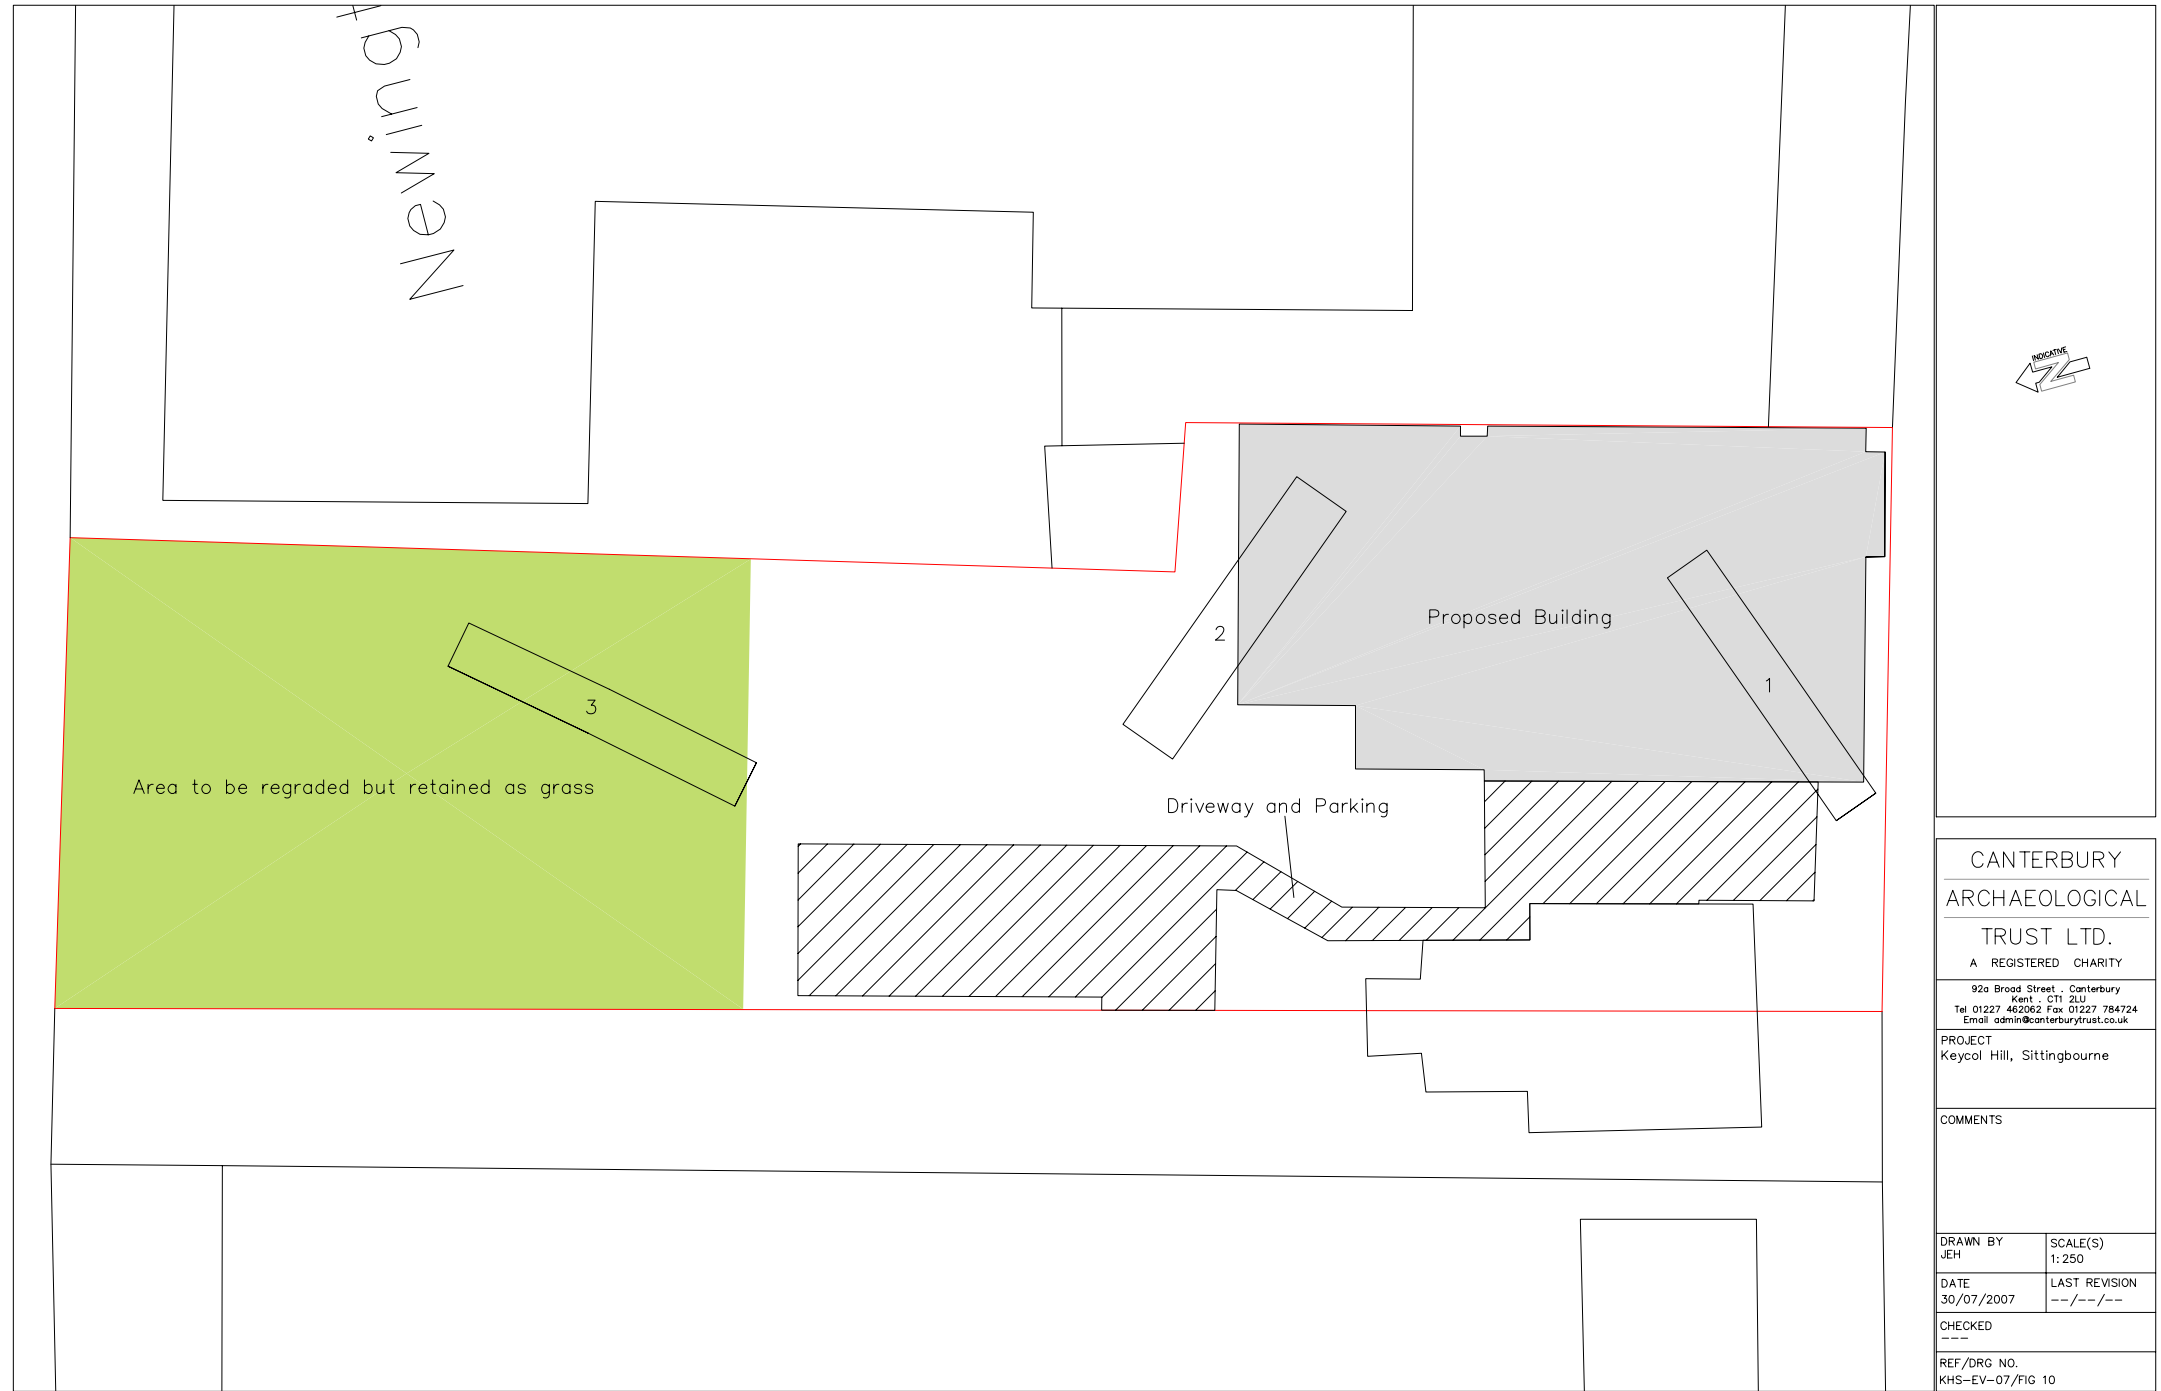 Newingt
INDICATIVE
N
Proposed Building
2
1
3
Area to be regraded but retained as grass
Driveway and Parking
CANTERBURY
ARCHAEOLOGICAL
TRUST LTD.
A REGISTERED CHARITY
92a Broad Street . Canterbury
Kent . CT1 2LU
Tel 01227 462062 Fax 01227 784724
Email admin@canterburytrust.co.uk
PROJECT
Keycol Hill, Sittingbourne
COMMENTS
DRAWN BY
JEH
SCALE(S)
1:250
DATE
30/07/2007
LAST REVISION
--/--/--
CHECKED
---
REF/DRG NO.
KHS-EV-07/FIG 10